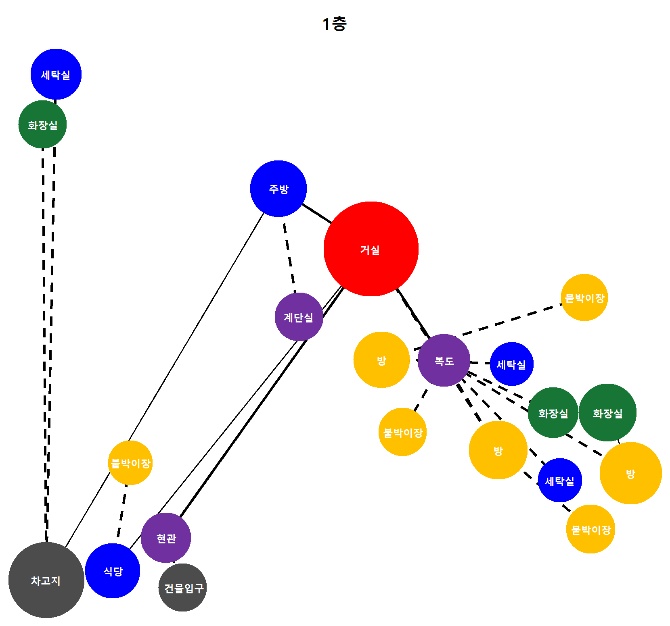 1층
세탁실
화장실
주방
거실
계단실
붙박이장
방
복도
세탁실
붙박이장
화장실
화장실
방
방
세탁실
붙박이장
붙박이장
현관
식당
차고지
건물입구